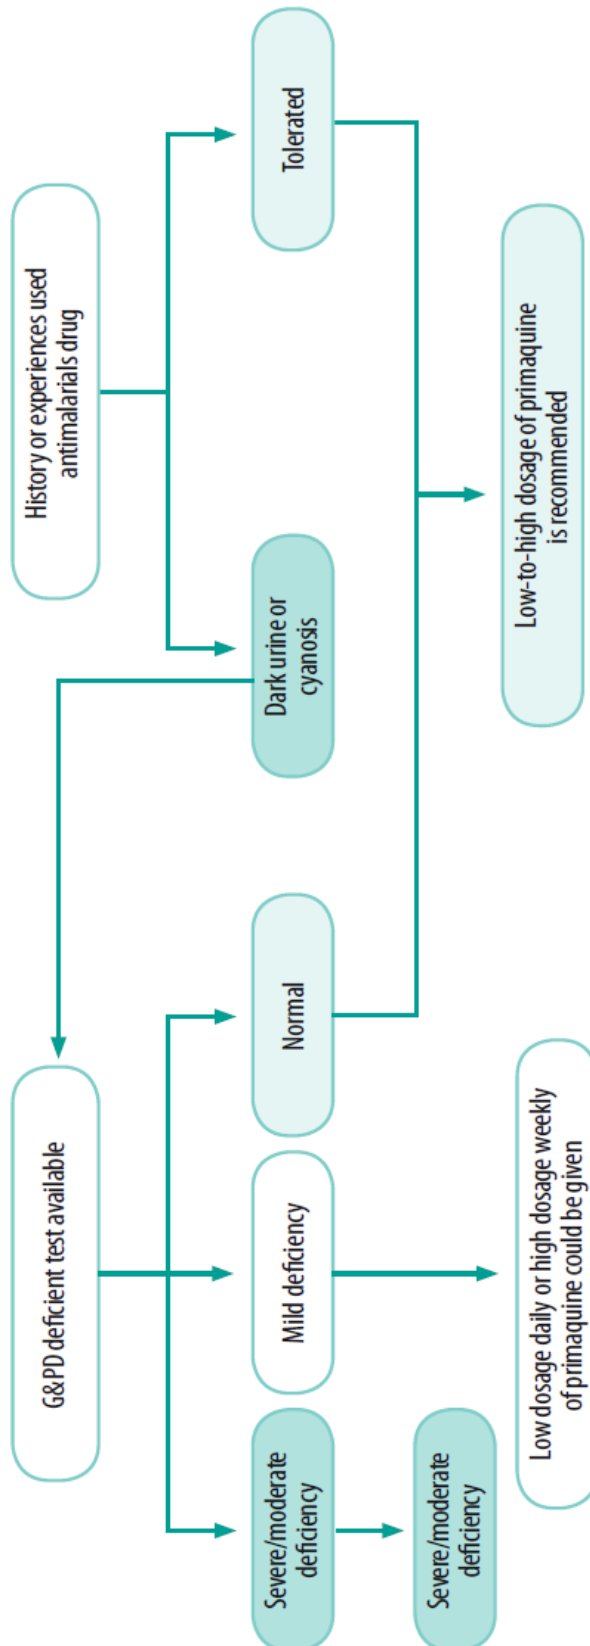 G&PD deficient test available
History or experiences used
antimalarials drug
Severe/moderate
deficiency
Mild deficiency
Normal
Dark urine or
cyanosis
Tolerated
Severe/moderate
deficiency
Low dosage daily or high dosage weekly
of primaquine could be given
Low-to-high dosage of primaquine
is recommended